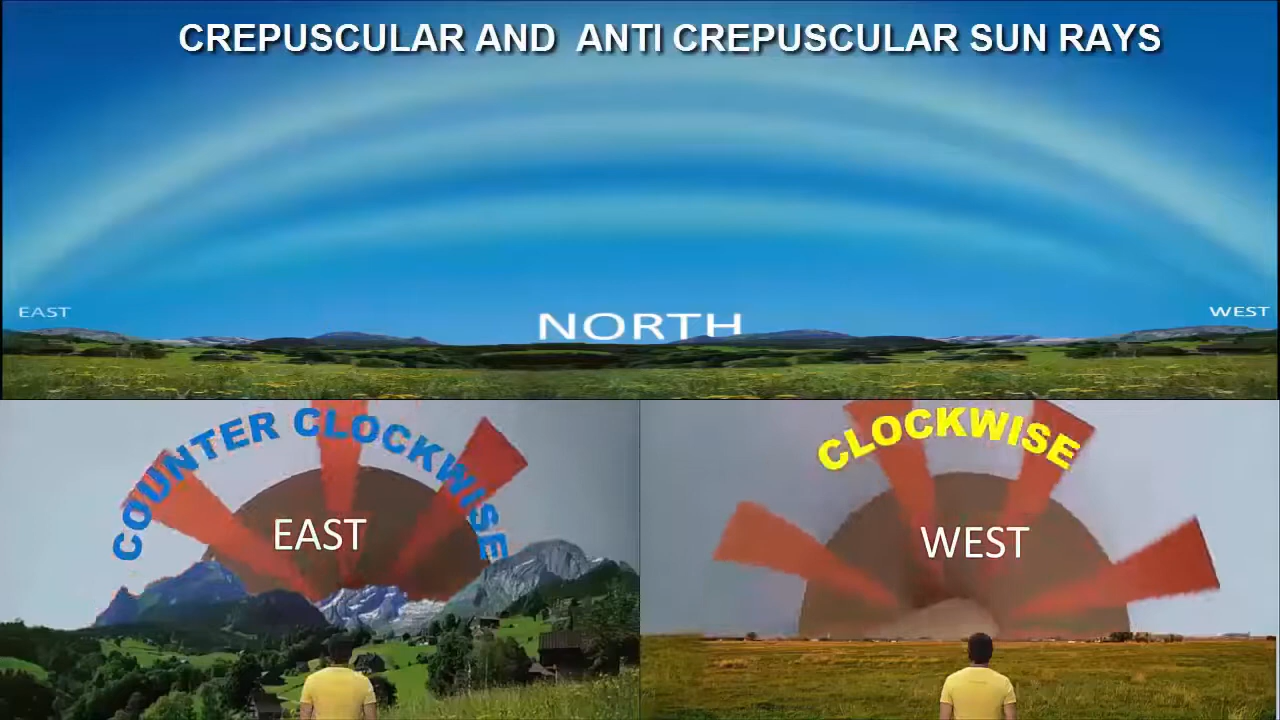 CREPUSCULAR AND ANTI CREPUSCULAR SUN RAYS
EAST
NORTH
WEST
COUNTER CLOCKWISE
EAST
CLOCKWISE
WEST